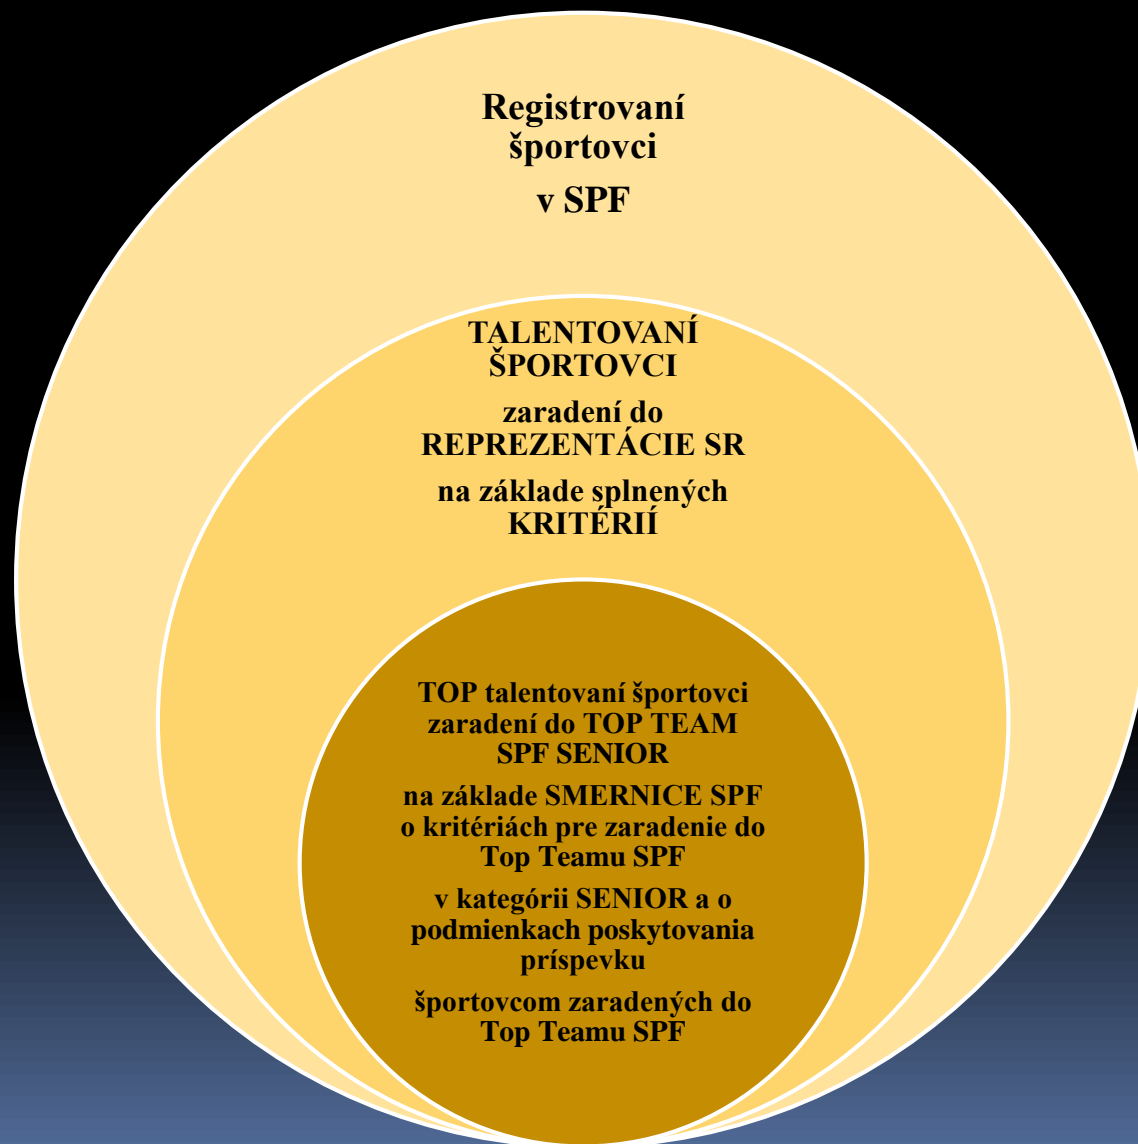 Registrovaní
športovci
v SPF
TALENTOVANÍ
ŠPORTOVCI
zaradení do
REPREZENTÁCIE SR
na základe splnených
KRITÉRIÍ
TOP talentovaní športovci
zaradení do TOP TEAM
SPF SENIOR
na základe SMERNICE SPF
o kritériách pre zaradenie do
Top Teamu SPF
v kategórii SENIOR a o
podmienkach poskytovania
príspevku
športovcom zaradených do
Top Teamu SPF